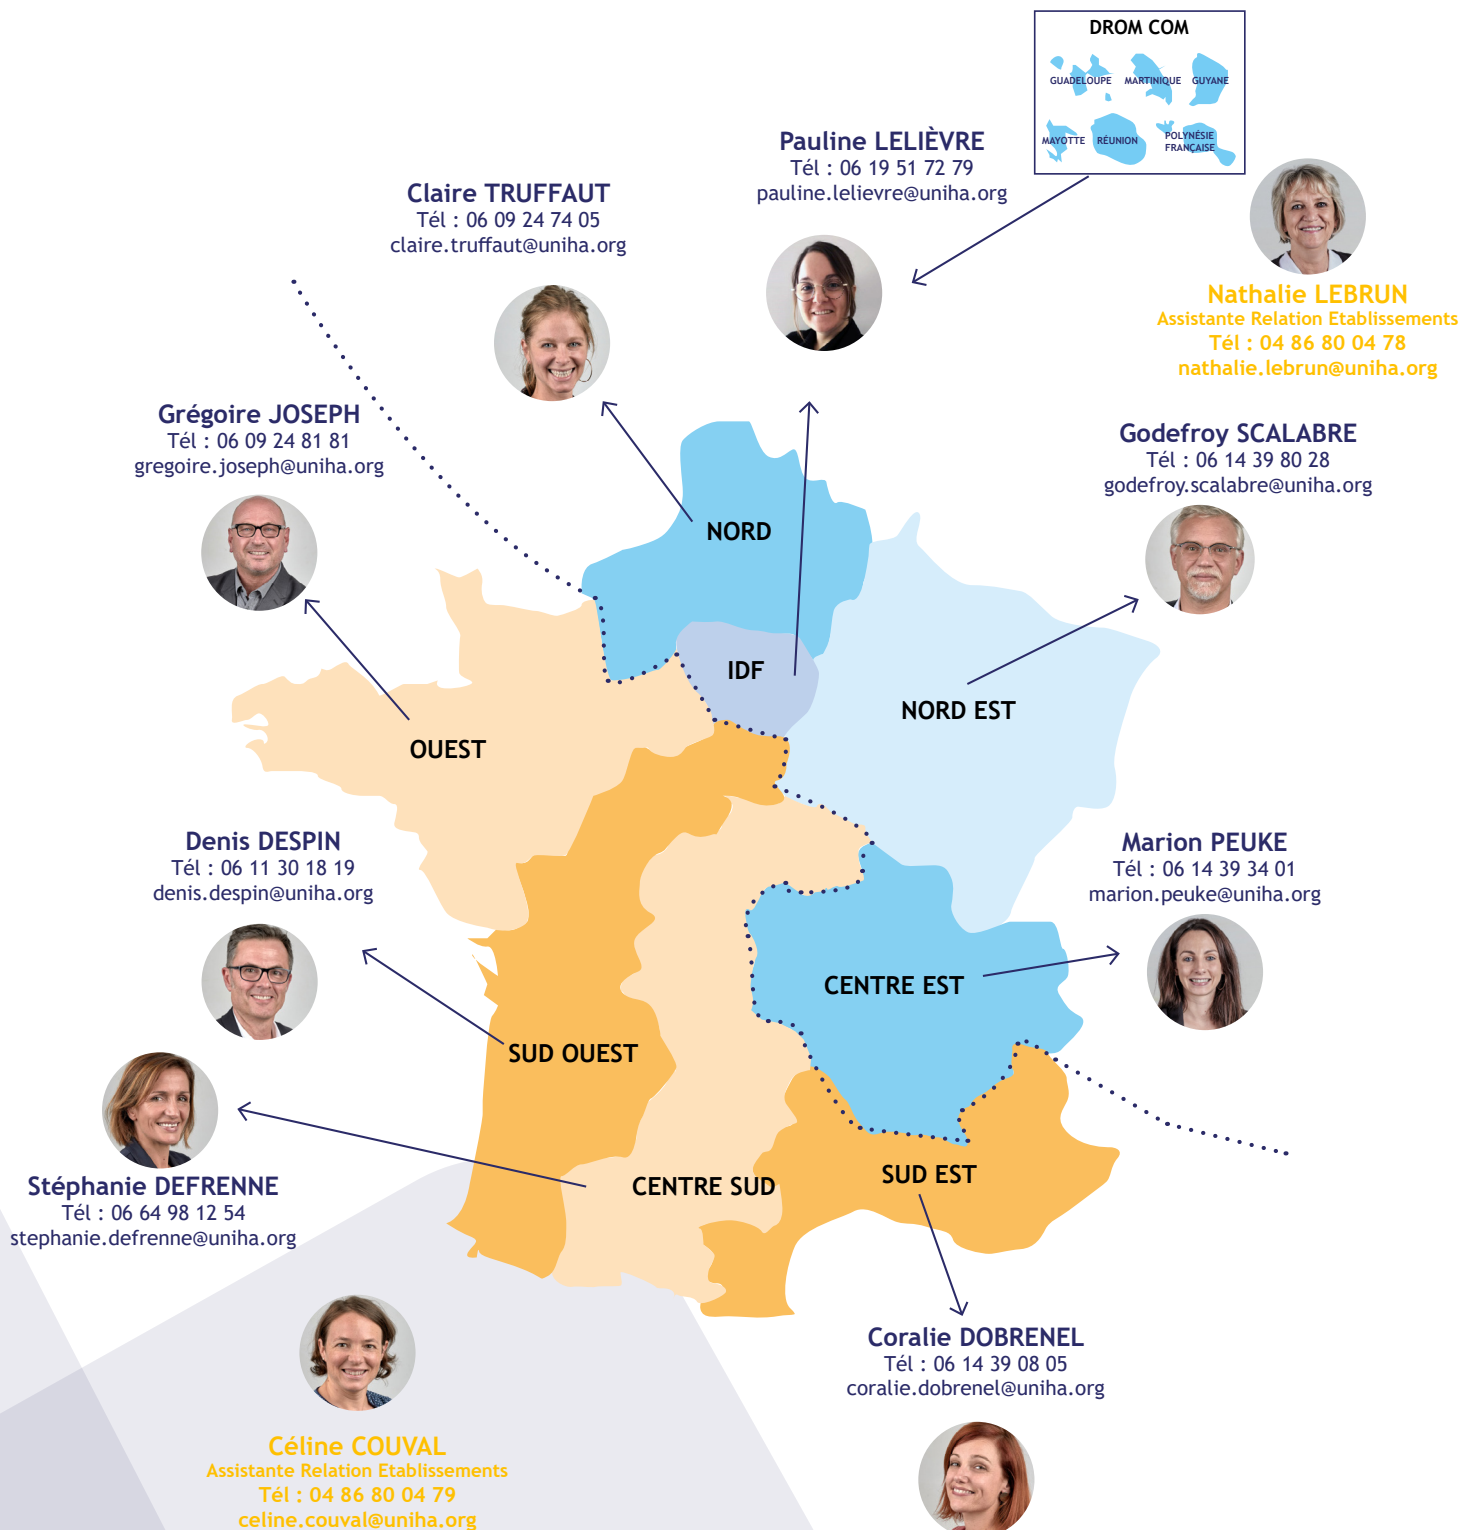 DROM COM
GUADELOUPE
MARTINIQUE
GUYANE
MAYOTTE
RÉUNION
POLYNÉSIE
FRANÇAISE
Pauline LELIÈVRE
Tél : 06 19 51 72 79
pauline.lelievre@uniha.org
Claire TRUFFAUT
Tél : 06 09 24 74 05
claire.truffaut@uniha.org
Nathalie LEBRUN
Assistante Relation Etablissements
Tél : 04 86 80 04 78
nathalie.lebrun@uniha.org
Grégoire JOSEPH
Tél : 06 09 24 81 81
gregoire.joseph@uniha.org
Godefroy SCALABRE
Tél : 06 14 39 80 28
godefroy.scalabre@uniha.org
NORD
IDF
NORD EST
OUEST
Denis DESPIN
Tél : 06 11 30 18 19
denis.despin@uniha.org
Marion PEUKE
Tél : 06 14 39 34 01
marion.peuke@uniha.org
CENTRE EST
SUD OUEST
CENTRE SUD
SUD EST
Stéphanie DEFRENNE
Tél : 06 64 98 12 54
stephanie.defrenne@uniha.org
Coralie DOBRENEL
Tél : 06 14 39 08 05
coralie.dobrenel@uniha.org
Céline COUVAL
Assistante Relation Etablissements
Tél : 04 86 80 04 79
celine.couval@uniha.org